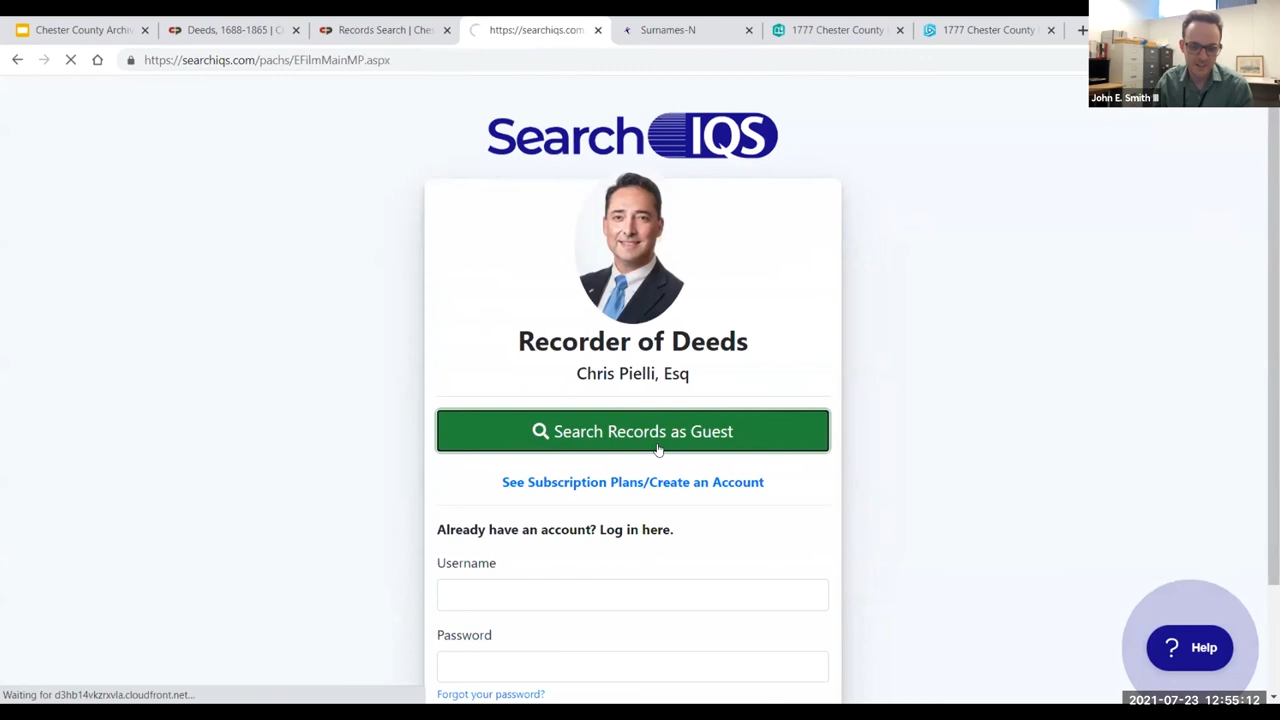 Chester County Archi
Deeds, 1688-1865 | C
Records Search | Ches
https://searchiqs.com
Surnames-N
1777 Chester County
1777 Chester County
https://searchiqs.com/pachs/EFilmMainMP.aspx
John E. Smith III
Search IQS
Recorder of Deeds
Chris Pielli, Esq
Search Records as Guest
See Subscription Plans/Create an Account
Already have an account? Log in here.
Username
Password
Forgot your password?
? Help
Waiting for d3hb14vkzrxvla.cloudfront.net...
2021-07-23 12:55:12